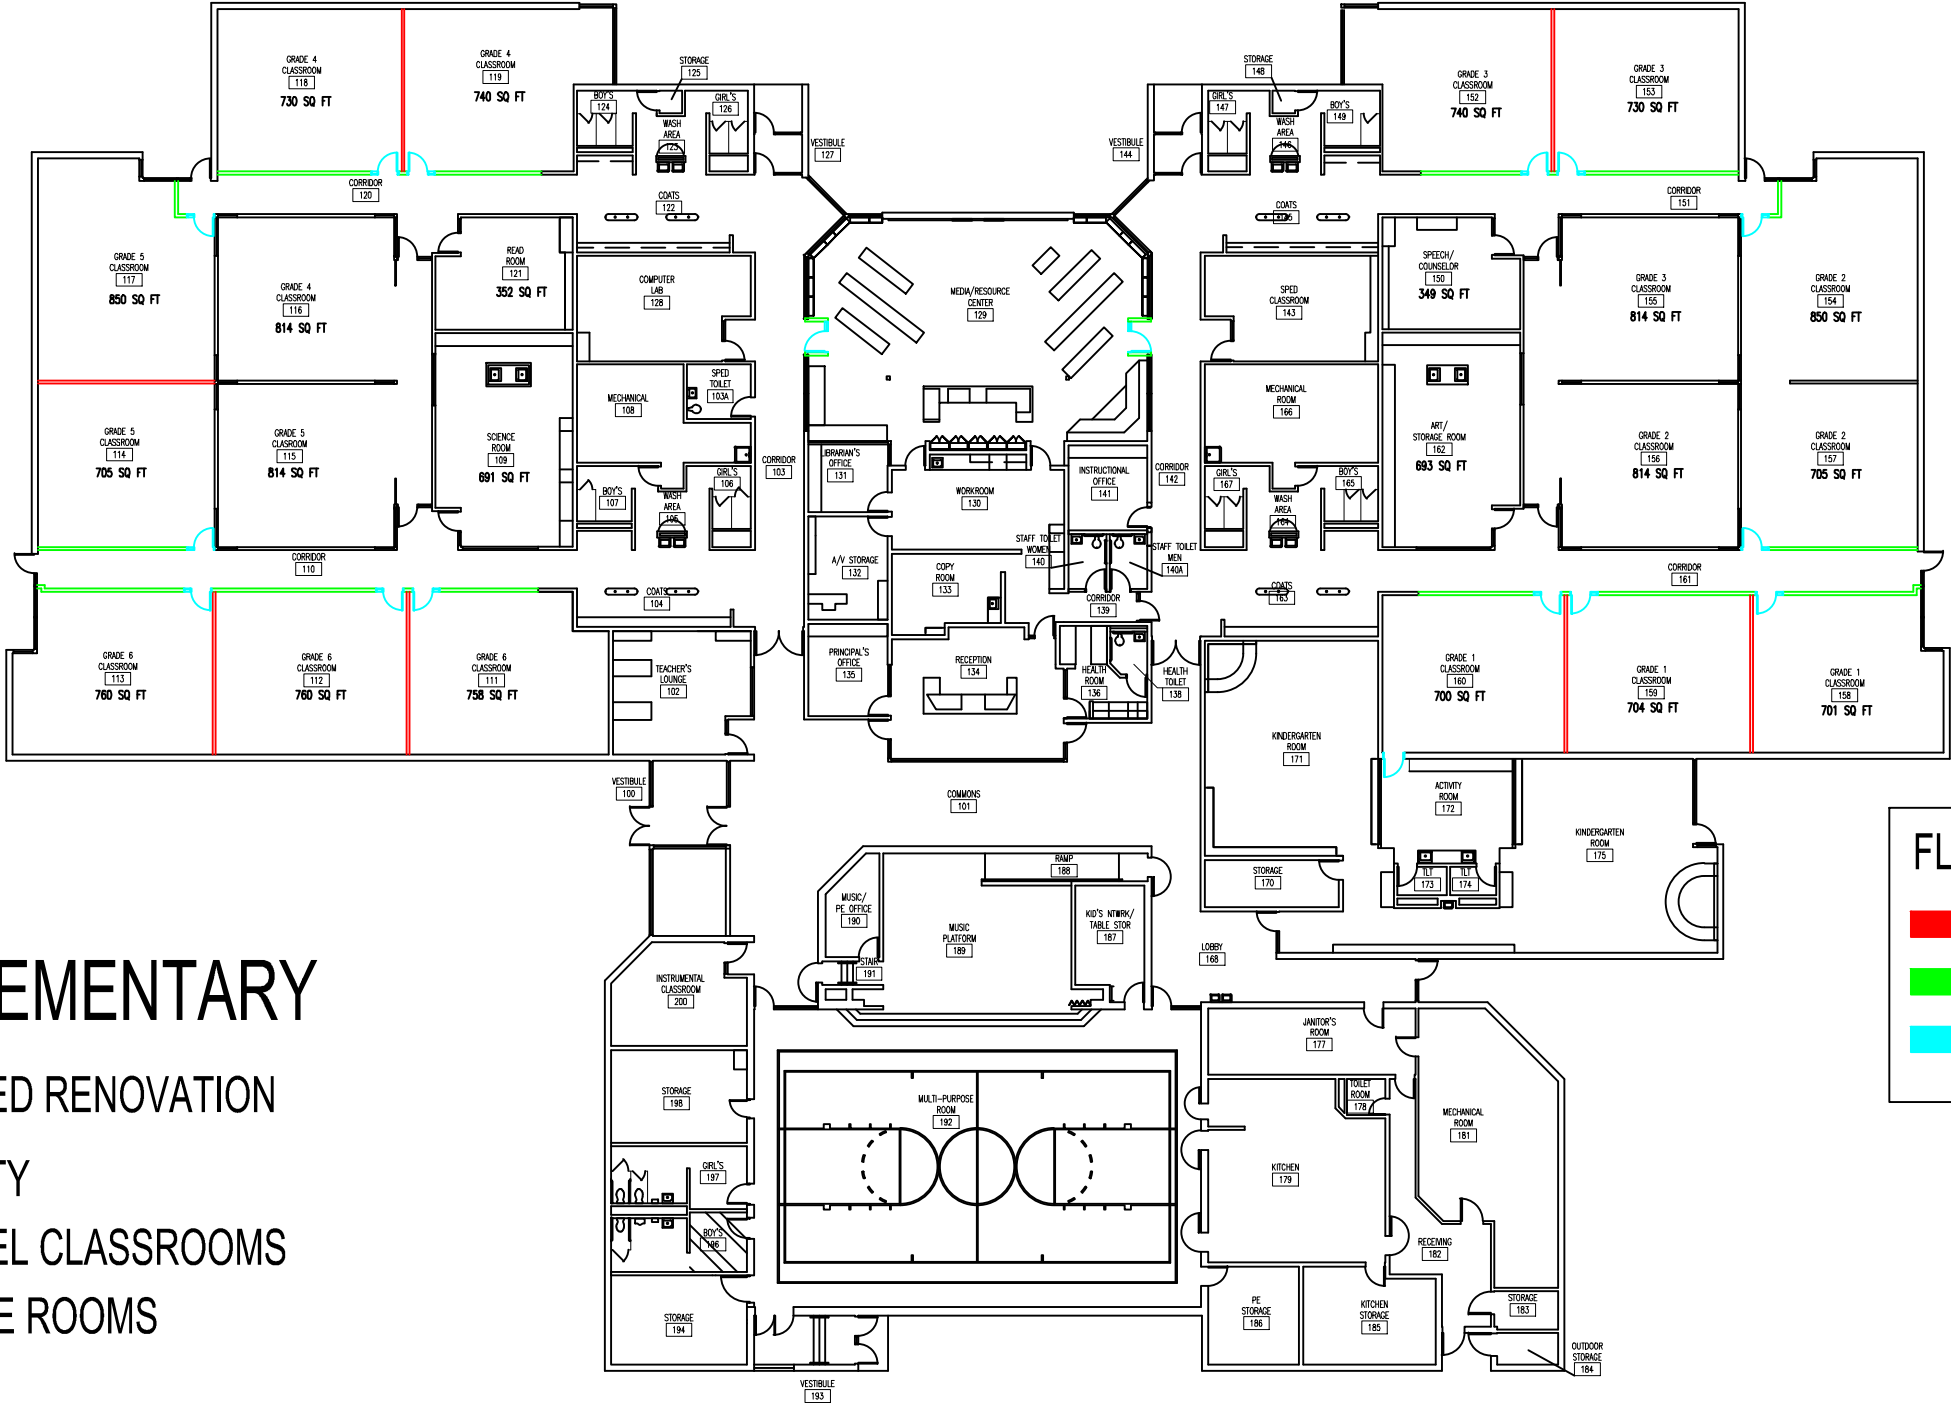 GRADE 4
CLASSROOM
118
730 SQ FT
GRADE 4
CLASSROOM
119
740 SQ FT
STORAGE
125
BOY'S
124
GIRL'S
126
WASH
AREA
123
VESTIBULE
127
CORRIDOR
120
COATS
122
GRADE 5
CLASSROOM
117
850 SQ FT
GRADE 4
CLASSROOM
116
814 SQ FT
READ
ROOM
121
352 SQ FT
COMPUTER
LAB
128
MEDIA/RESOURCE
CENTER
129
STORAGE
148
GIRL'S
147
BOY'S
149
WASH
AREA
146
VESTIBULE
144
COATS
145
GRADE 3
CLASSROOM
152
740 SQ FT
GRADE 3
CLASSROOM
153
730 SQ FT
CORRIDOR
151
SPED
CLASSROOM
143
SPEECH/
COUNSELOR
150
349 SQ FT
GRADE 3
CLASSROOM
155
814 SQ FT
GRADE 2
CLASSROOM
154
850 SQ FT
GRADE 5
CLASSROOM
114
705 SQ FT
GRADE 5
CLASROOM
115
814 SQ FT
SCIENCE
ROOM
109
691 SQ FT
MECHANICAL
108
SPED
TOILET
103A
CORRIDOR
103
BOY'S
107
GIRL'S
106
WASH
AREA
105
LIBRARIAN'S
OFFICE
131
WORKROOM
130
INSTRUCTIONAL
OFFICE
141
CORRIDOR
142
MECHANICAL
ROOM
166
GIRL'S
167
BOY'S
165
WASH
AREA
164
ART/
STORAGE ROOM
162
693 SQ FT
GRADE 2
CLASSROOM
156
814 SQ FT
GRADE 2
CLASSROOM
157
705 SQ FT
CORRIDOR
110
COATS
104
A/V STORAGE
132
COPY
ROOM
133
STAFF TOILET
WOMEN
140
STAFF TOILET
MEN
140A
CORRIDOR
139
COATS
163
CORRIDOR
161
GRADE 6
CLASSROOM
113
760 SQ FT
GRADE 6
CLASSROOM
112
760 SQ FT
GRADE 6
CLASSROOM
111
758 SQ FT
TEACHER'S
LOUNGE
102
PRINCIPAL'S
OFFICE
135
RECEPTION
134
HEALTH
ROOM
136
HEALTH
TOILET
138
GRADE 1
CLASSROOM
160
700 SQ FT
GRADE 1
CLASSROOM
159
704 SQ FT
GRADE 1
CLASSROOM
158
701 SQ FT
VESTIBULE
100
COMMONS
101
KINDERGARTEN
ROOM
171
ACTIVITY
ROOM
172
KINDERGARTEN
ROOM
175
STORAGE
170
TLT
173
TLT
174
FL
RAMP
188
MUSIC/
PE OFFICE
190
MUSIC
PLATFORM
189
KID'S NTWRK/
TABLE STOR
187
STAIR
191
LOBBY
168
INSTRUMENTAL
CLASSROOM
200
JANITOR'S
ROOM
177
STORAGE
198
MULTI-PURPOSE
ROOM
192
TOILET
ROOM
178
MECHANICAL
ROOM
181
GIRL'S
197
KITCHEN
179
BOY'S
196
RECEIVING
182
STORAGE
194
PE
STORAGE
186
KITCHEN
STORAGE
185
STORAGE
183
OUTDOOR
STORAGE
184
VESTIBULE
193
EMENTARY
ED RENOVATION
TY
EL CLASSROOMS
E ROOMS